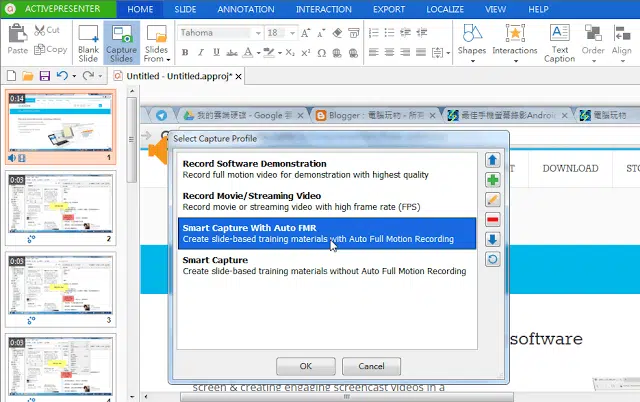 ACTIVEPRESENTER
HOME
SLIDE
ANNOTATION
INTERACTION
EXPORT
LOCALIZE
VIEW
HELP
Paste
Cut
Copy
Blank Slide
Capture Slides
Slides From
Tahoma
18
B I U
Shapes
Interactions
Text Caption
Order
Align
Untitled - Untitled.approj*
0:14
1
0:03
2
0:03
3
0:03
4
我的雲端硬碟 - Google
Blogger：電腦玩物 - 所
最佳手機螢幕錄影Android
電腦玩物
DOWNLOAD
STO
software
screen & creating engaging screencast videos in a
Select Capture Profile
Record Software Demonstration
Record full motion video for demonstration with highest quality
Record Movie/Streaming Video
Record movie or streaming video with high frame rate (FPS)
Smart Capture With Auto FMR
Create slide-based training materials with Auto Full Motion Recording
Smart Capture
Create slide-based training materials without Auto Full Motion Recording
OK
Cancel